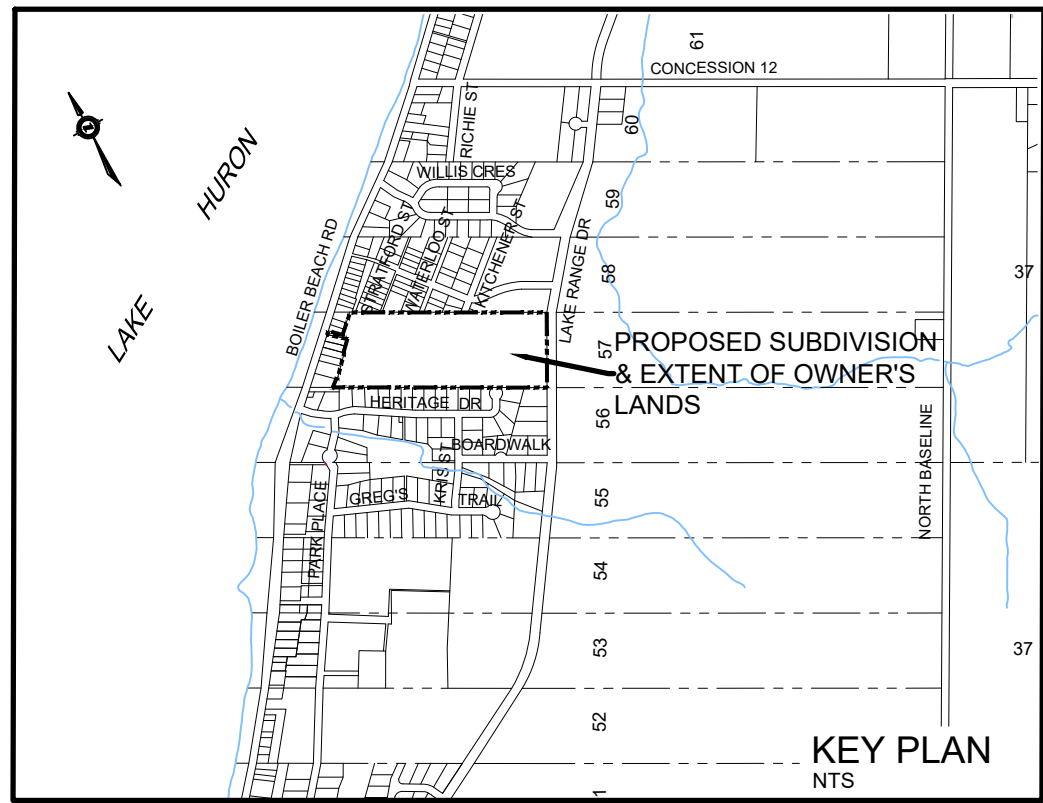 61
CONCESSION 12
RICHIE ST
60
WILLIS CRES
59
LAKE HURON
BOILER BEACH RD
STRATFORD ST
WATERLOO ST
KITCHENER ST
LAKE RANGE DR
58
37
57
PROPOSED SUBDIVISION
& EXTENT OF OWNER'S
LANDS
HERITAGE DR
56
BOARDWALK
KRIS ST
NORTH BASELINE
GREG'S TRAIL
55
PARK PLACE
54
53
37
52
KEY PLAN
NTS